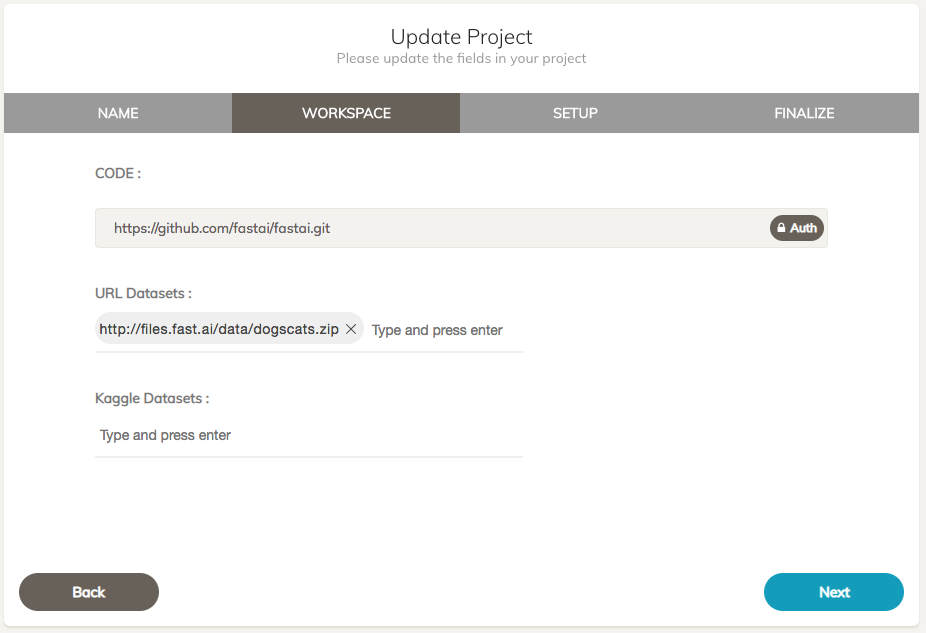 Update Project
Please update the fields in your project
NAME WORKSPACE SETUP FINALIZE
CODE :
https://github.com/fastai/fastai.git Auth
URL Datasets :
http://files.fast.ai/data/dogscats.zip Type and press enter
Kaggle Datasets :
Type and press enter
Back Next